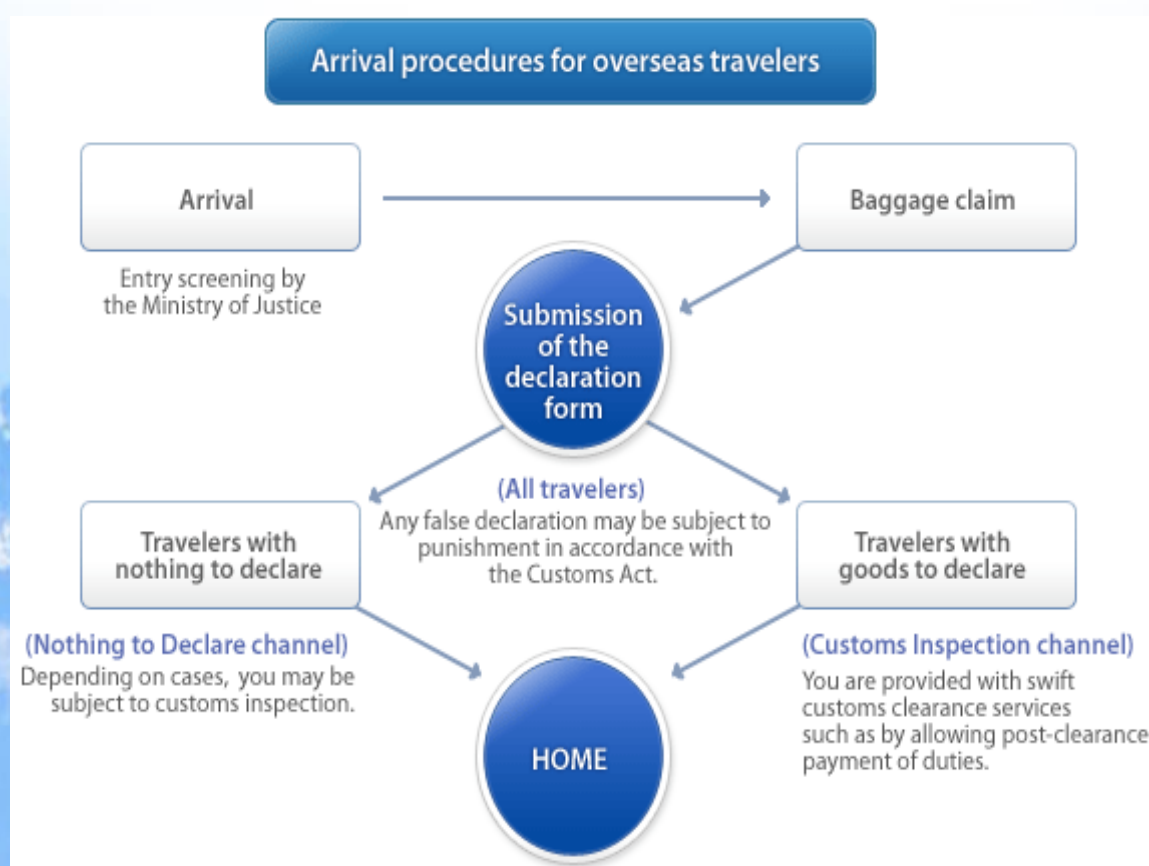 Arrival procedures for overseas travelers
Arrival
Baggage claim
Entry screening by
the Ministry of Justice
Submission
of the
declaration
form
(All travelers)
Any false declaration may be subject to
punishment in accordance with
the Customs Act.
Travelers with
nothing to declare
Travelers with
goods to declare
(Nothing to Declare channel)
Depending on cases, you may be
subject to customs inspection.
(Customs Inspection channel)
You are provided with swift
customs clearance services
such as by allowing post-clearance
payment of duties.
HOME